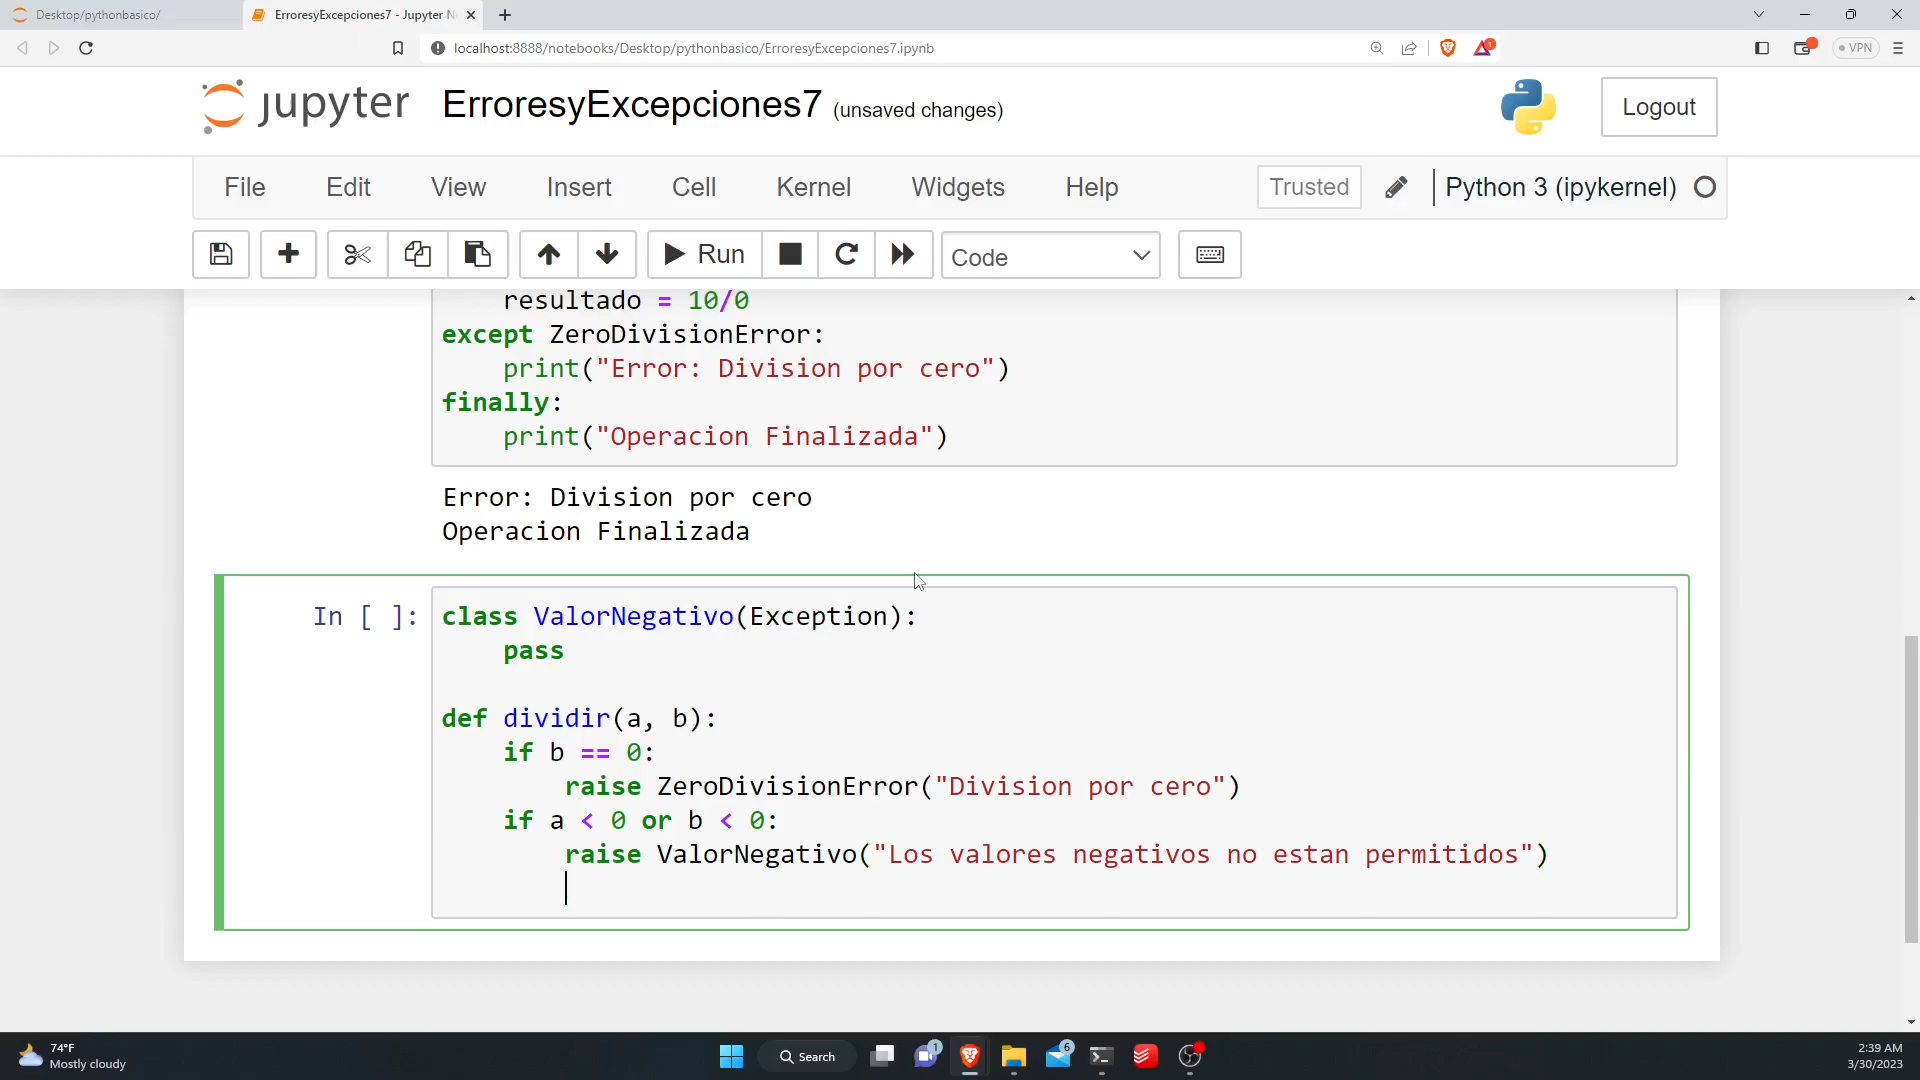 Desktop/pythonbasico/
ErroresyExcepciones7 - Jupyter N
localhost:8888/notebooks/Desktop/pythonbasico/ErroresyExcepciones7.ipynb
1
VPN
jupyter
ErroresyExcepciones7 (unsaved changes)
Logout
File Edit View Insert Cell Kernel Widgets Help
Trusted
Python 3 (ipykernel)
Run
Code
resultado = 10/0
except ZeroDivisionError:
print("Error: Division por cero")
finally:
print("Operacion Finalizada")
Error: Division por cero
Operacion Finalizada
In [ ]:
class ValorNegativo(Exception):
pass
def dividir(a, b):
if b == 0:
raise ZeroDivisionError("Division por cero")
if a < 0 or b < 0:
raise ValorNegativo("Los valores negativos no estan permitidos")
74°F
Mostly cloudy
Search
1
6
2:39 AM
3/30/2023